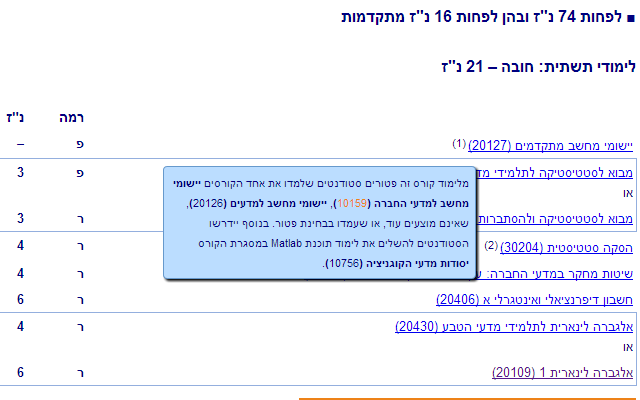 ■ לפחות 74 נ"ז ובהן לפחות 16 נ"ז מתקדמות
לימודי תשתית: חובה – 21 נ"ז
רמה נ"ז
יישומי מחשב מתקדמים (20127) (1) פ –
מבוא לסטטיסטיקה לתלמידי פ 3
או
מבוא לסטטיסטיקה ולהסתברות ר 3
הסקה סטטיסטית (30204) (2) ר 4
שיטות מחקר במדעי החברה: ר 4
חשבון דיפרנציאלי ואינטגרלי א (20406) ר 6
אלגברה לינארית לתלמידי מדעי הטבע (20430) ר 4
או
אלגברה לינארית 1 (20109) ר 6
מלימוד קורס זה פטורים סטודנטים שלמדו את אחד הקורסים יישומי
מחשב למדעי החברה (10159), יישומי מחשב למדעים (20126),
שאינם מוצעים עוד, או שעמדו בבחינת פטור. בנוסף יידרשו
הסטודנטים להשלים את לימוד תוכנת Matlab במסגרת הקורס
יסודות מדעי הקוגניציה (10756).